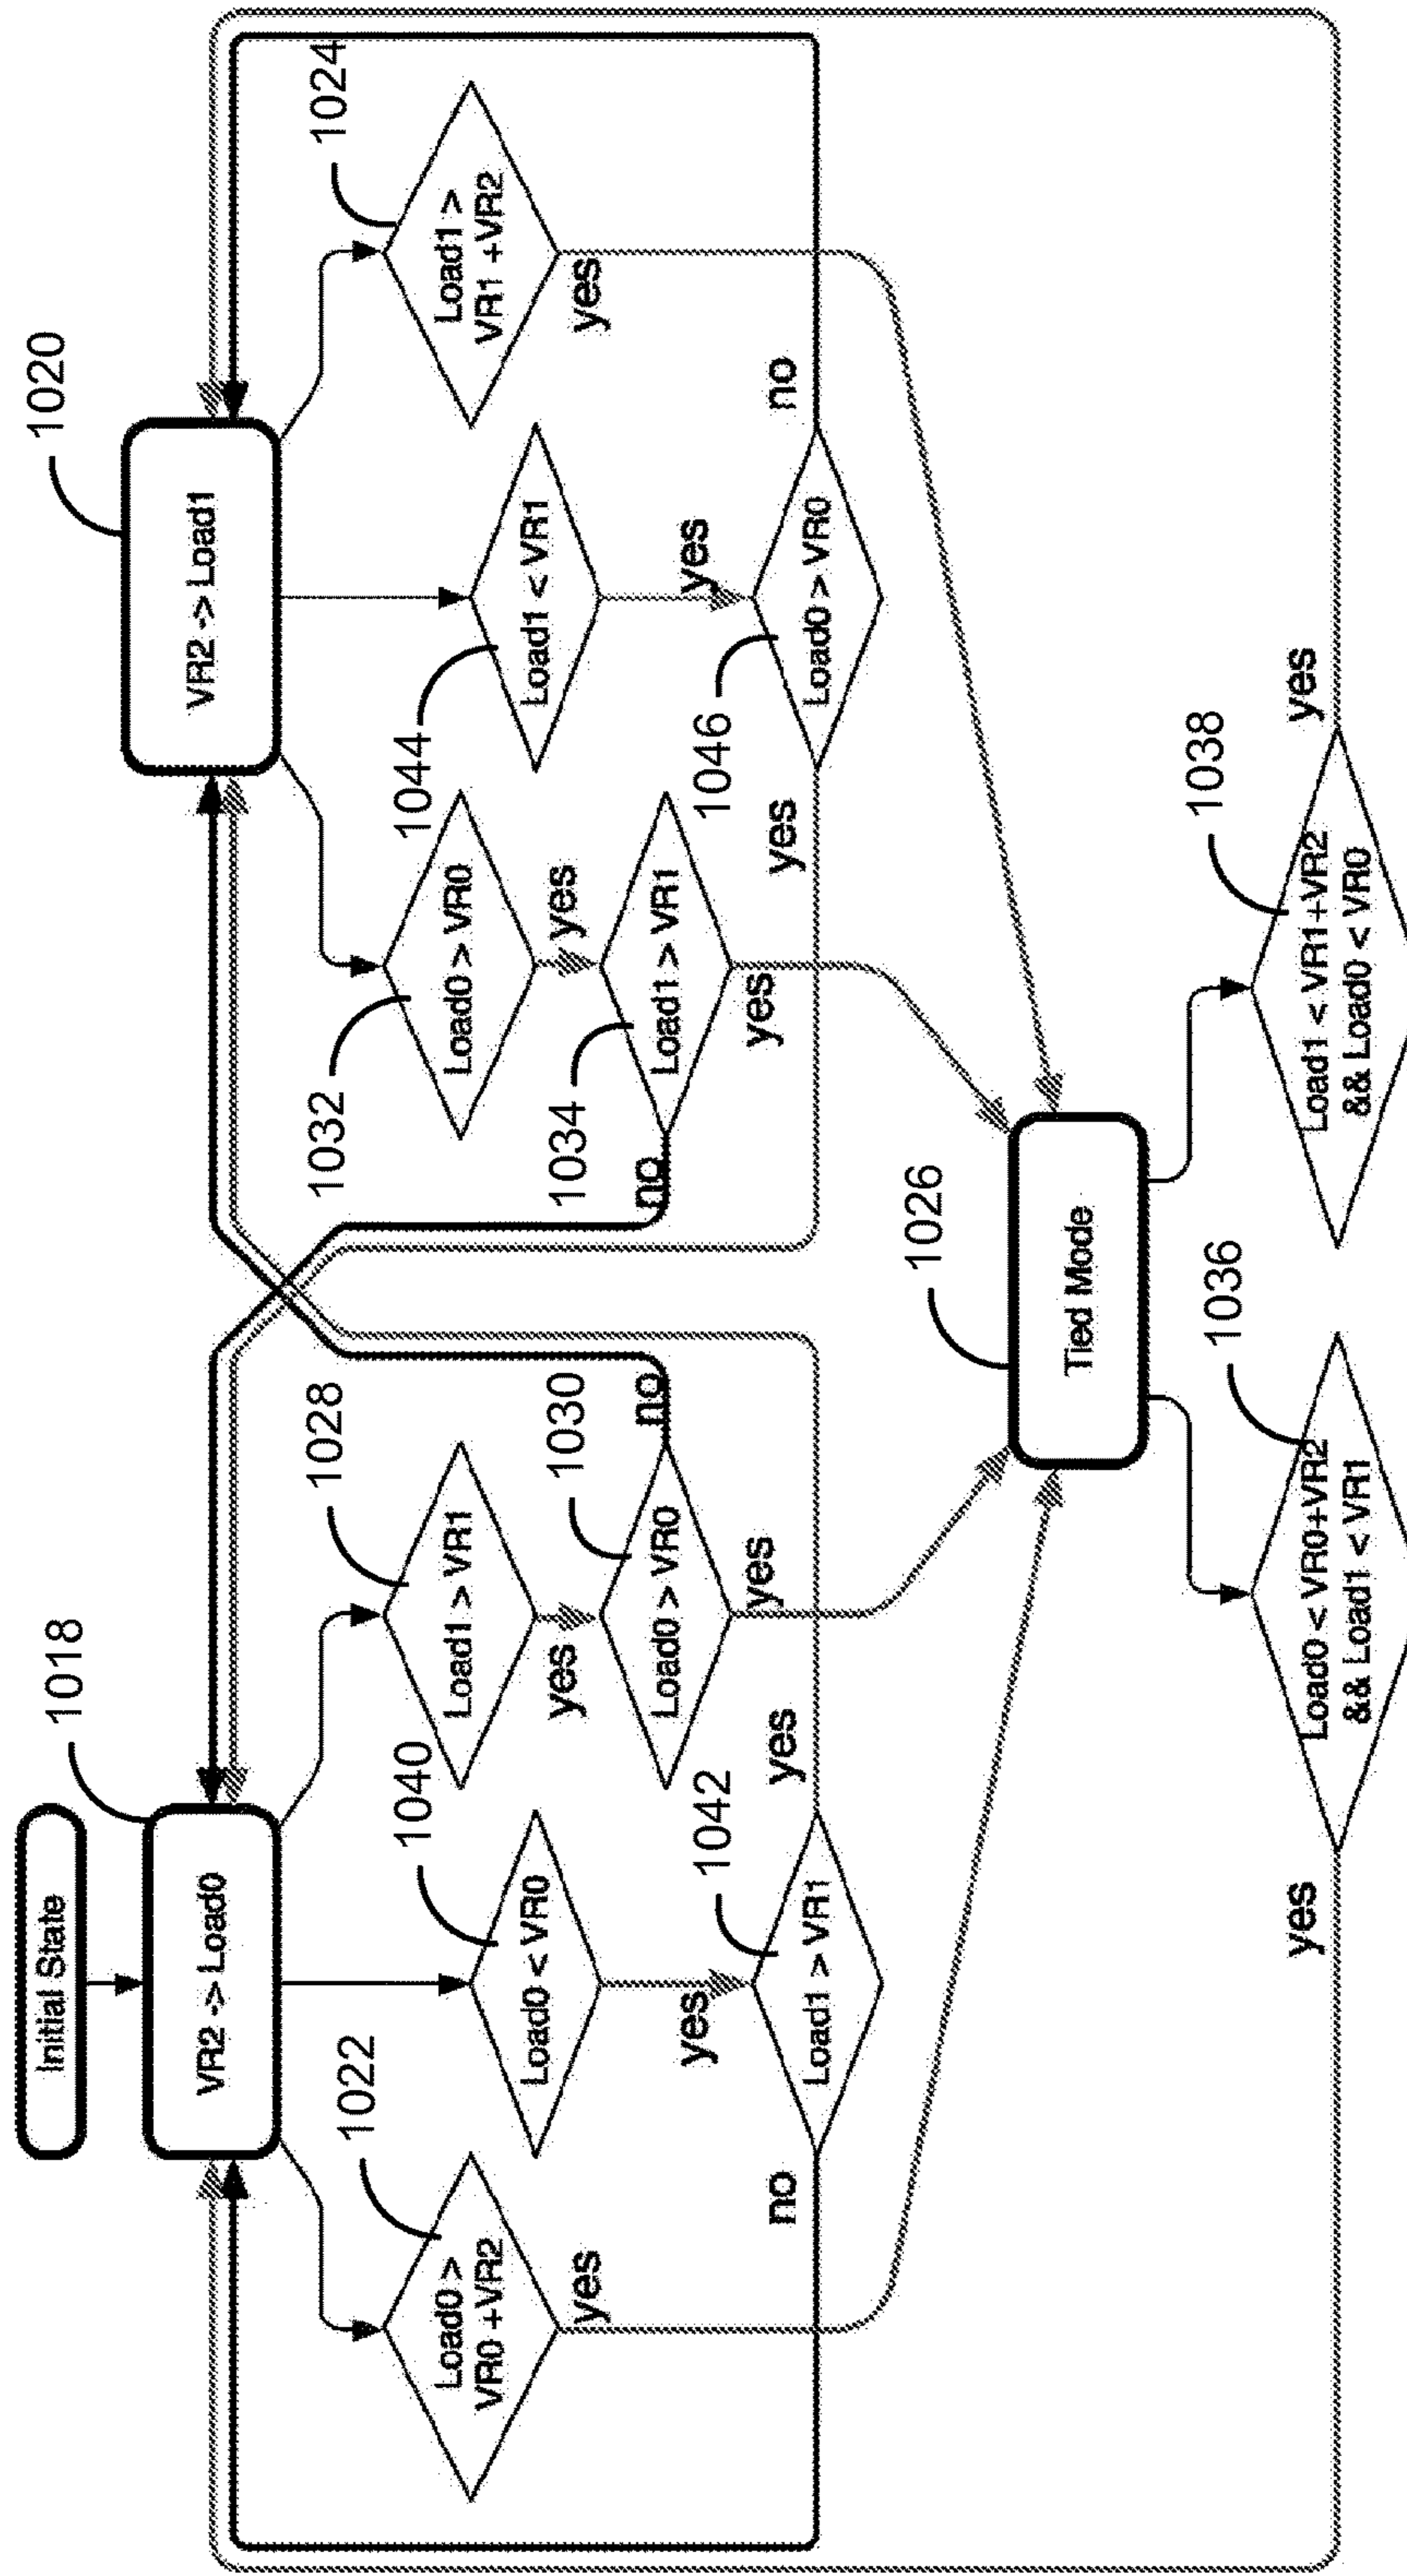 Initial State
VR2 -> Load0
1018
VR2 -> Load1
1020
Load0 >
VR0 +VR2
1022
yes
Load0 < VR0
1040
yes
Load1 > VR1
1042
no
yes
Load1 > VR1
1028
yes
Load0 > VR0
1030
no
yes
Load0 > VR0
1032
yes
Load1 > VR1
1034
no
yes
Load1 < VR1
1044
yes
Load0 > VR0
1046
yes
no
Load1 >
VR1 +VR2
1024
yes
Tied Mode
1026
Load0 < VR0+VR2
&& Load1 < VR1
1036
yes
Load1 < VR1+VR2
&& Load0 < VR0
1038
yes